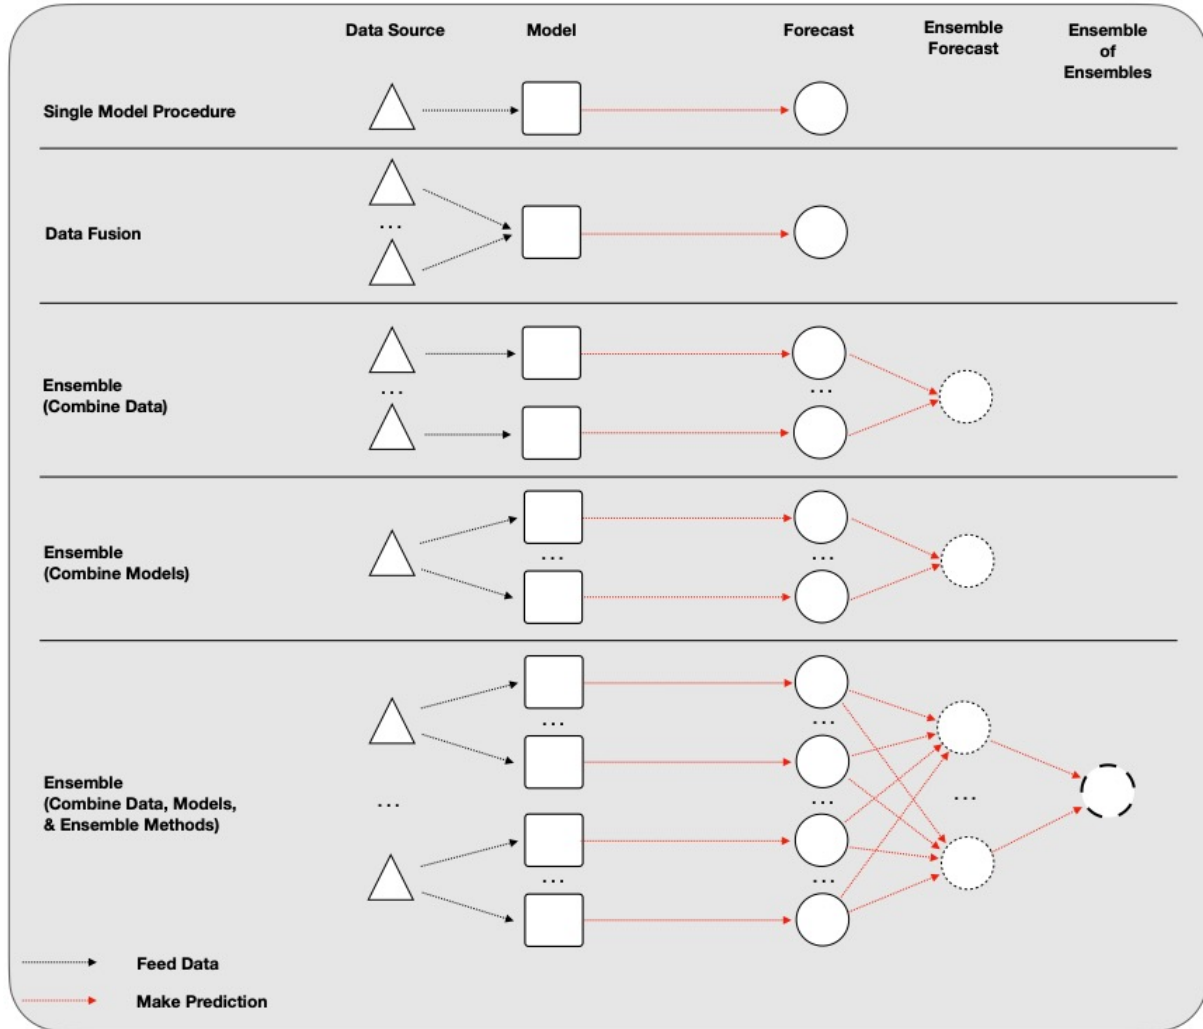 Data Source
Model
Forecast
Ensemble
Forecast
Ensemble
of
Ensembles
Single Model Procedure
...
Data Fusion
Ensemble
(Combine Data)
...
...
Ensemble
(Combine Models)
...
...
Ensemble
(Combine Data, Models,
& Ensemble Methods)
...
...
...
...
...
...
...
Feed Data
Make Prediction